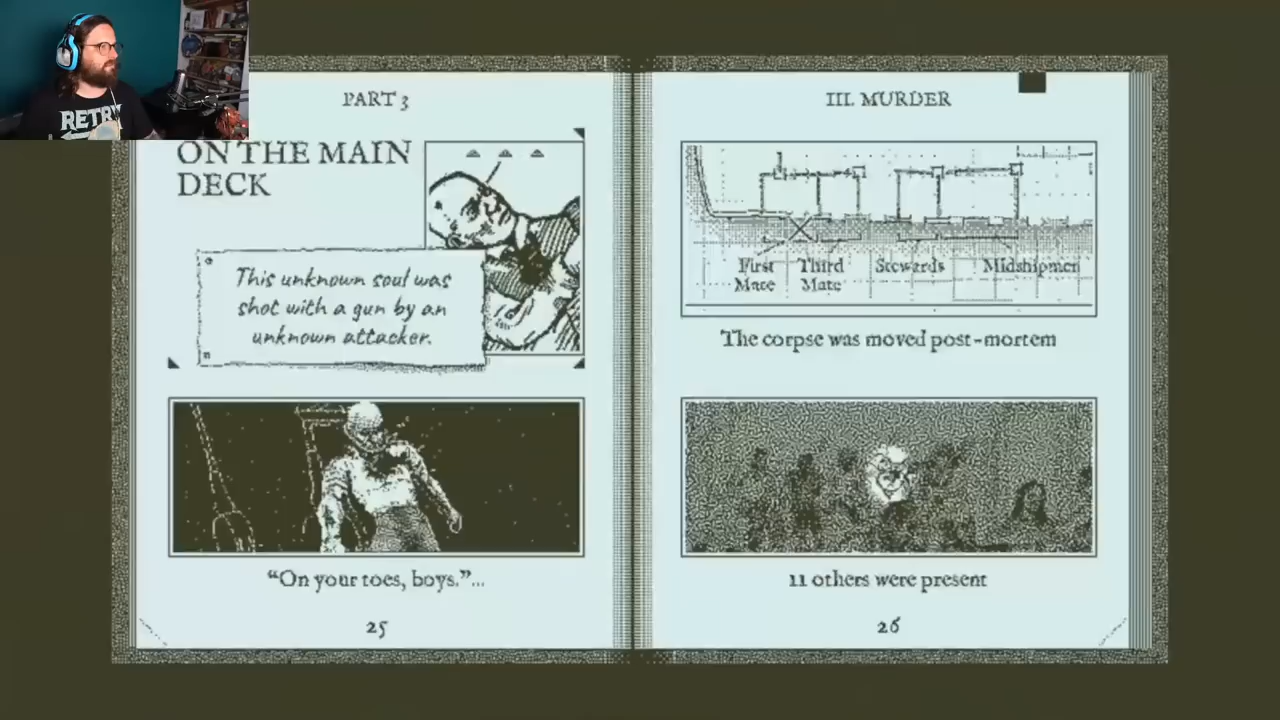 RETRY
PART 3
ON THE MAIN
DECK
This unknown soul was
shot with a gun by an
unknown attacker.
"On your toes, boys."...
25
III. MURDER
First Mate
Third Mate
Stewards
Midshipmen
The corpse was moved post-mortem
11 others were present
26